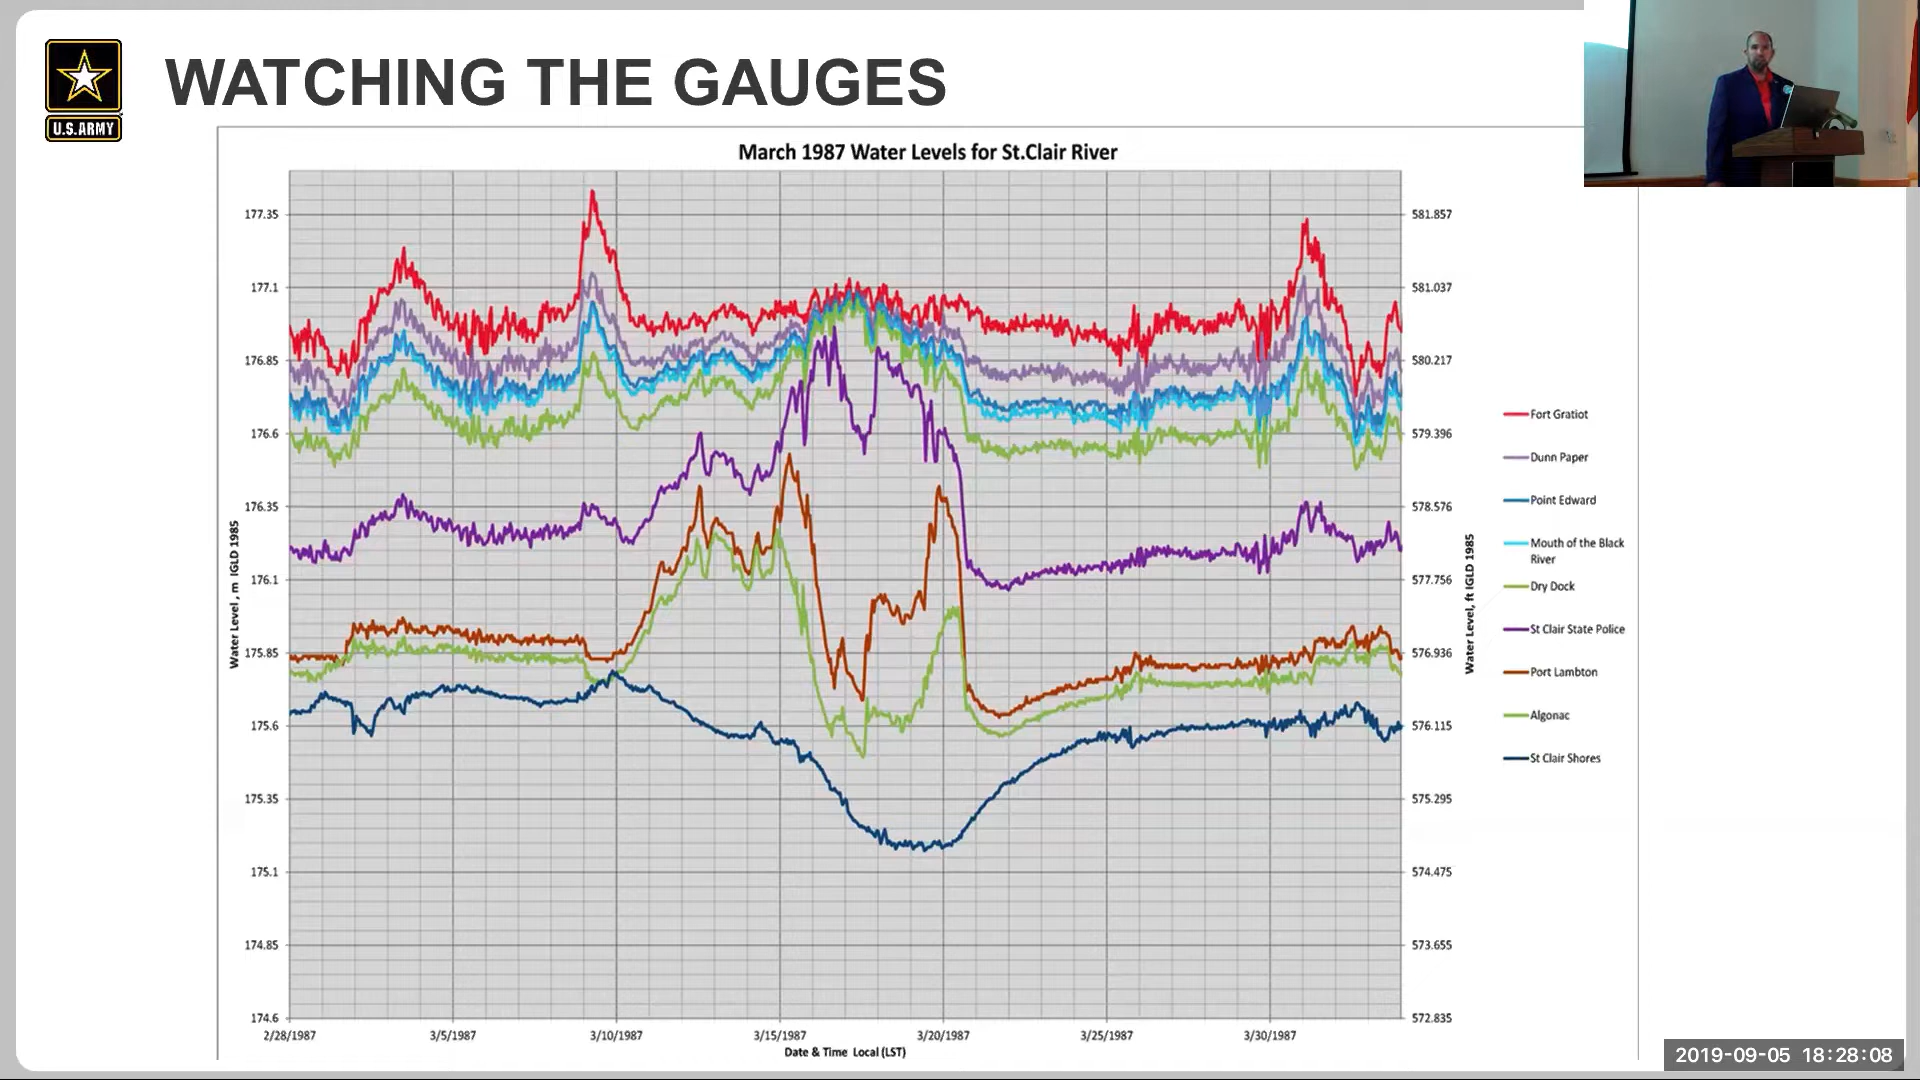 WATCHING THE GAUGES
U.S.ARMY
March 1987 Water Levels for St.Clair River
177.35
177.1
176.85
176.6
176.35
176.1
175.85
175.6
175.35
175.1
174.85
174.6
Water Level , m IGLD 1985
581.857
581.037
580.217
579.396
578.576
577.756
576.936
576.115
575.295
574.475
573.655
572.835
Water Level, ft IGLD 1985
Fort Gratiot
Dunn Paper
Point Edward
Mouth of the Black
River
Dry Dock
St Clair State Police
Port Lambton
Algonac
St Clair Shores
2/28/1987 3/5/1987 3/10/1987 3/15/1987 3/20/1987 3/25/1987 3/30/1987
Date & Time Local (LST)
2019-09-05 18:28:08